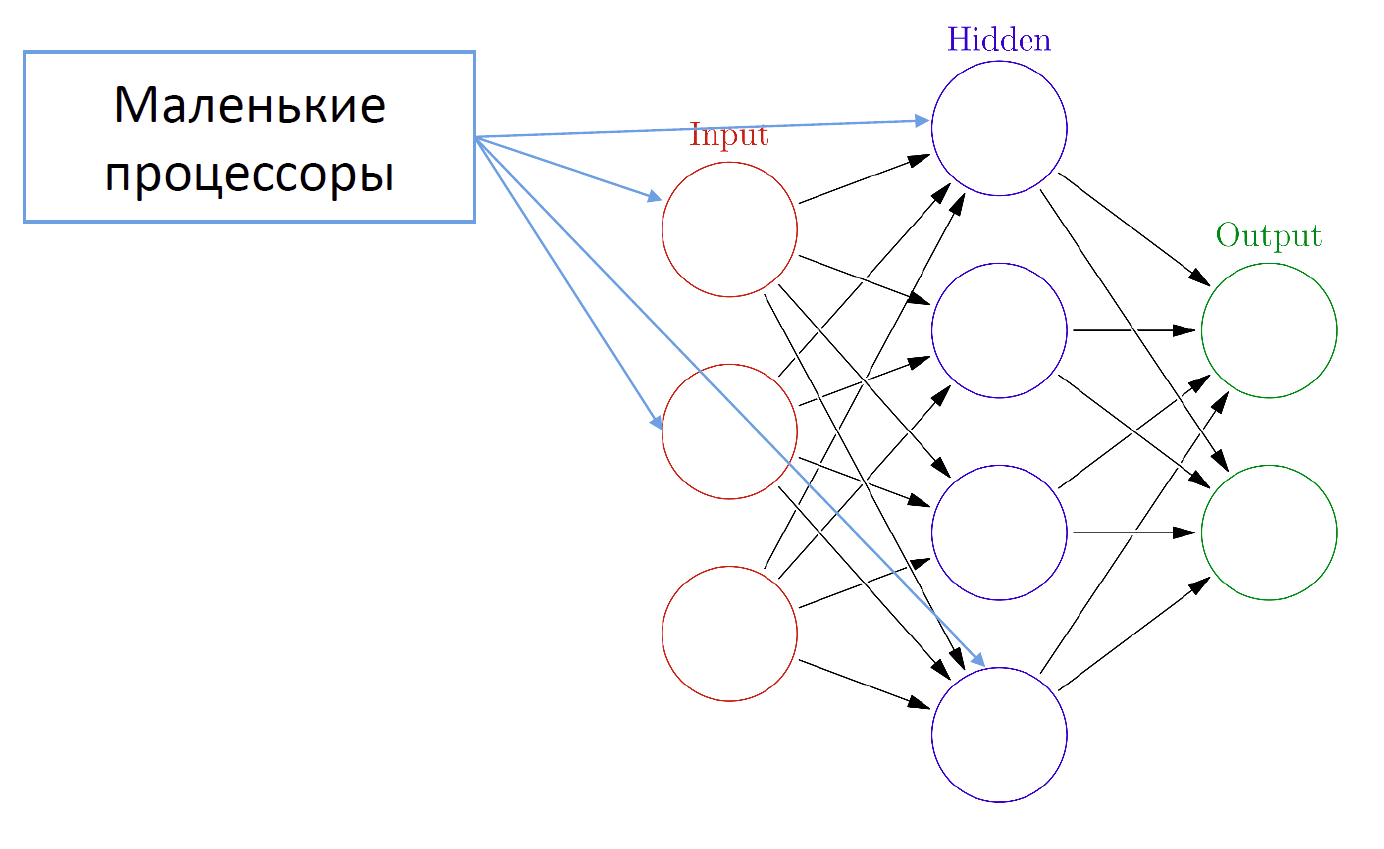 Маленькие
процессоры
Input
Hidden
Output